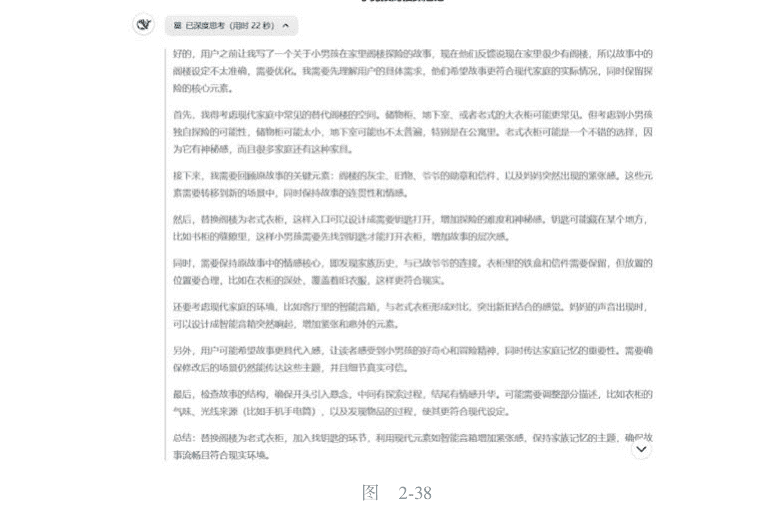 已深度思考（用时 22 秒）
好的，用户之前让我写了一个关于小男孩在家里阁楼探险的故事，现在他们反馈说现在家里很少有阁楼，所以故事中的
阁楼设定不太准确，需要优化。我需要先理解用户的具体需求，他们希望故事更符合现代家庭的实际情况，同时保留探
险的核心元素。
首先，我得考虑现代家庭中常见的替代阁楼的空间。储物柜、地下室、或者老式的大衣柜可能更常见。但考虑到小男孩
独自探险的可能性，储物柜可能太小，地下室可能也不太普遍，特别是在公寓里。老式衣柜可能是一个不错的选择，因
为它有神秘感，而且很多家庭还有这种家具。
接下来，我需要回顾原故事的关键元素：阁楼的灰尘、旧物、爷爷的勋章和信件，以及妈妈突然出现的紧张感。这些元
素需要转移到新的场景中，同时保持故事的连贯性和情感。
然后，替换阁楼为老式衣柜，这样入口可以设计成需要钥匙打开，增加探险的难度和神秘感。钥匙可能藏在某个地方，
比如书柜的缝隙里，这样小男孩需要先找到钥匙才能打开衣柜，增加故事的层次感。
同时，需要保持原故事中的情感核心，即发现家族历史，与已故爷爷的连接。衣柜里的铁盒和信件需要保留，但放置的
位置要合理，比如在衣柜的深处，覆盖着旧衣服，这样更符合现实。
还要考虑现代家庭的环境，比如客厅里的智能音箱，与老式衣柜形成对比，突出新旧结合的感觉。妈妈的声音出现时，
可以设计成智能音箱突然响起，增加紧张和意外的元素。
另外，用户可能希望故事更具代入感，让读者感受到小男孩的好奇心和冒险精神，同时传达家庭记忆的重要性。需要确
保修改后的场景仍然能传达这些主题，并且细节真实可信。
最后，检查故事的结构，确保开头引入悬念，中间有探索过程，结尾有情感升华。可能需要调整部分描述，比如衣柜的
气味、光线来源（比如手机手电筒），以及发现物品的过程，使其更符合现代设定。
总结：替换阁楼为老式衣柜，加入找钥匙的环节，利用现代元素如智能音箱增加紧张感，保持家族记忆的主题，确保故
事流畅且符合现实环境。
图 2-38